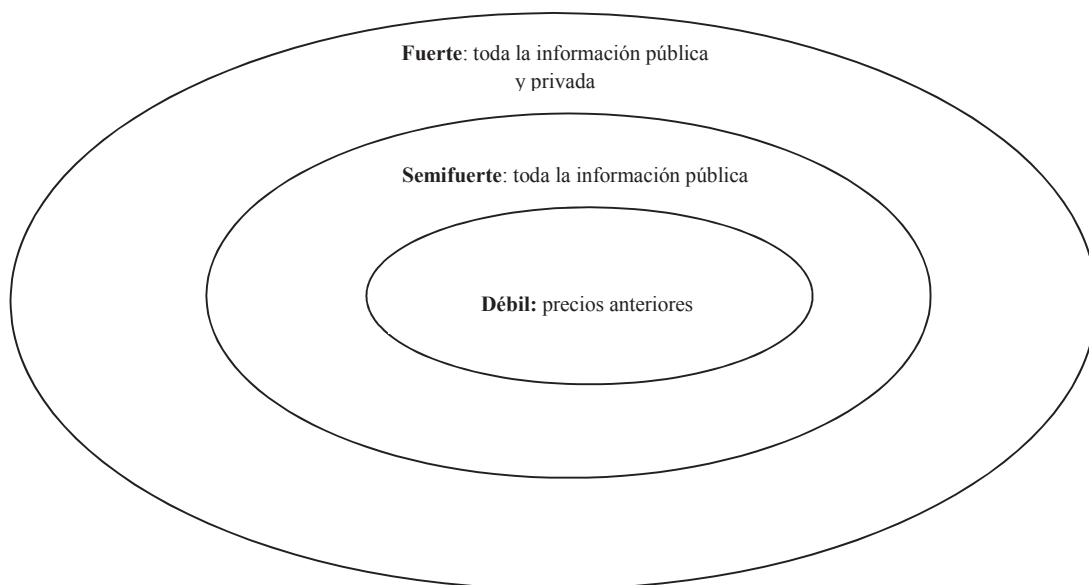 Fuerte: toda la información pública
y privada
Semifuerte: toda la información pública
Débil: precios anteriores